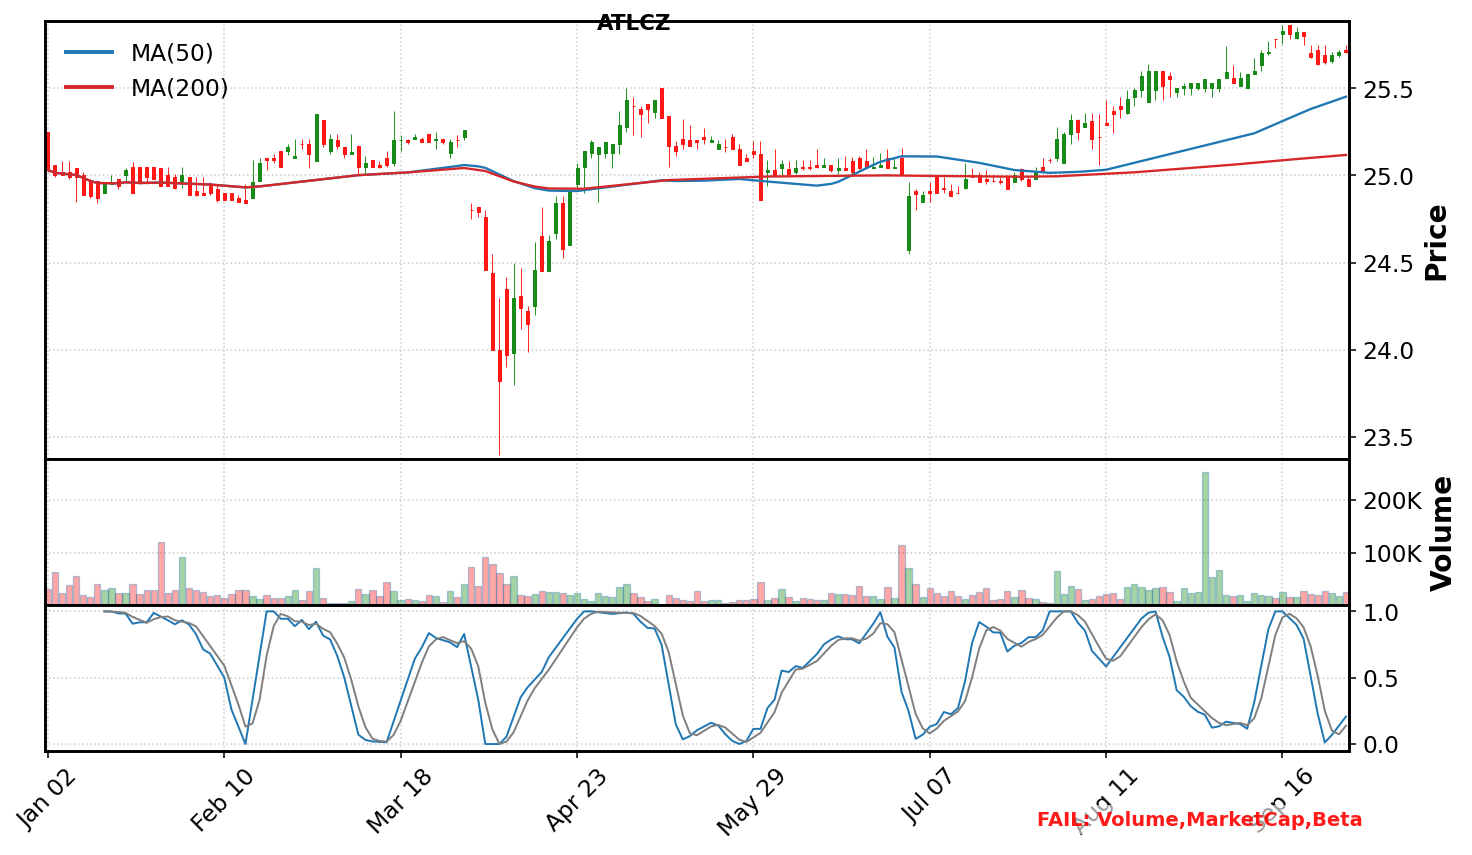 ATLCZ
MA(50)
MA(200)
25.5
25.0
24.5
24.0
23.5
Price
200K
100K
Volume
1.0
0.5
0.0
Jan 02
Feb 10
Mar 18
Apr 23
May 29
Jul 07
Aug 11
Sep 16
FAIL: Volume,MarketCap,Beta